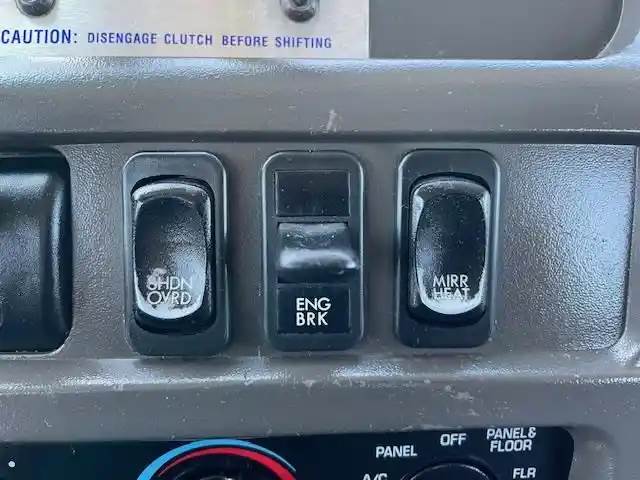 CAUTION: DISENGAGE CLUTCH BEFORE SHIFTING
SHDN
OVRD
ENG
BRK
MIRR
HEAT
PANEL
OFF
PANEL &
FLOOR
A/C
FLR